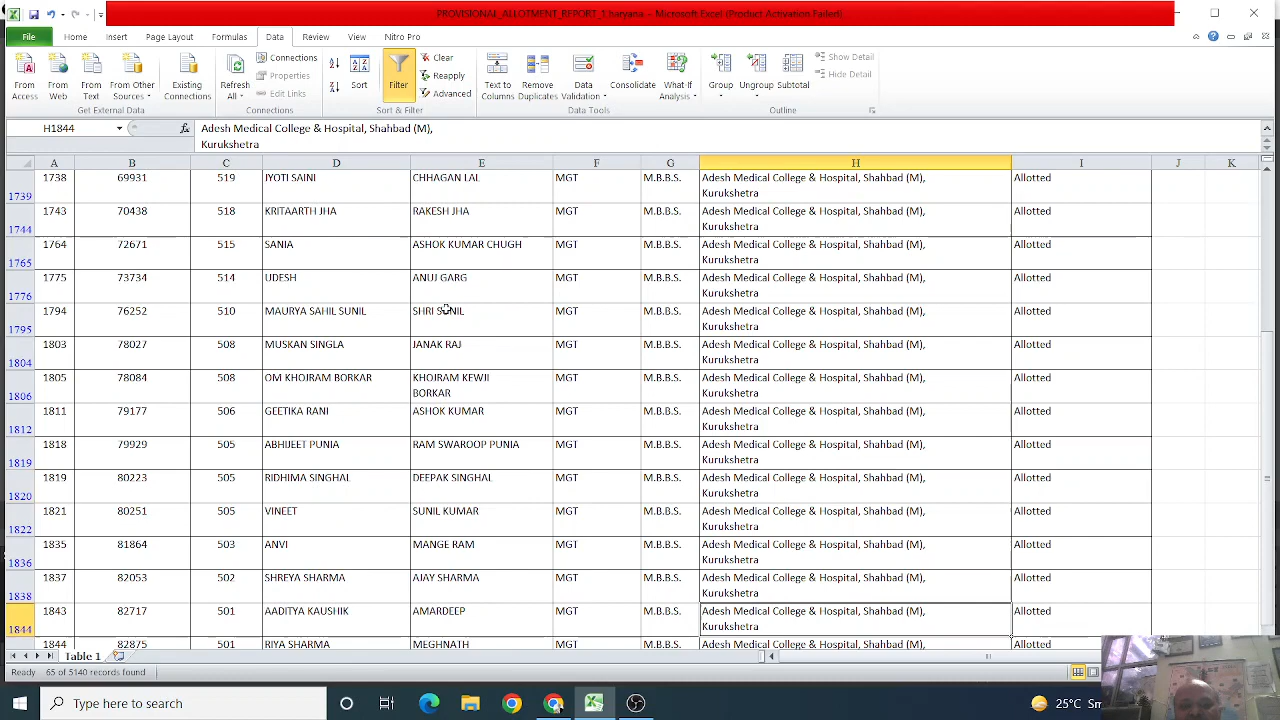 PROVISIONAL_ALLOTMENT_REPORT_1haryana – Microsoft Excel (Product Activation Failed)
File Home Insert Page Layout Formulas Data Review View Nitro Pro
From Access From Web From Text From Other Sources Existing Connections Refresh All Connections Properties Edit Links Sort Filter Clear Reapply Advanced Text to Columns Remove Duplicates Data Validation Consolidate What-If Analysis Group Ungroup Subtotal Show Detail Hide Detail
Get External Data Connections Sort & Filter Data Tools Outline
H1844 fx Adesh Medical College & Hospital, Shahbad (M),
Kurukshetra
A B C D E F G H I J K
1738 69931 519 JYOTI SAINI CHHAGAN LAL MGT M.B.B.S. Adesh Medical College & Hospital, Shahbad (M), Allotted
1739 Kurukshetra
1743 70438 518 KRITAARTH JHA RAKESH JHA MGT M.B.B.S. Adesh Medical College & Hospital, Shahbad (M), Allotted
1744 Kurukshetra
1764 72671 515 SANIA ASHOK KUMAR CHUGH MGT M.B.B.S. Adesh Medical College & Hospital, Shahbad (M), Allotted
1765 Kurukshetra
1775 73734 514 UDESH ANUJ GARG MGT M.B.B.S. Adesh Medical College & Hospital, Shahbad (M), Allotted
1776 Kurukshetra
1794 76252 510 MAURYA SAHIL SUNIL SHRI SUNIL MGT M.B.B.S. Adesh Medical College & Hospital, Shahbad (M), Allotted
1795 Kurukshetra
1803 78027 508 MUSKAN SINGLA JANAK RAJ MGT M.B.B.S. Adesh Medical College & Hospital, Shahbad (M), Allotted
1804 Kurukshetra
1805 78084 508 OM KHOJRAM BORKAR KHOJRAM KEWJI MGT M.B.B.S. Adesh Medical College & Hospital, Shahbad (M), Allotted
1806 BORKAR Kurukshetra
1811 79177 506 GEETIKA RANI ASHOK KUMAR MGT M.B.B.S. Adesh Medical College & Hospital, Shahbad (M), Allotted
1812 Kurukshetra
1818 79929 505 ABHIJEET PUNIA RAM SWAROOP PUNIA MGT M.B.B.S. Adesh Medical College & Hospital, Shahbad (M), Allotted
1819 Kurukshetra
1819 80223 505 RIDHIMA SINGHAL DEEPAK SINGHAL MGT M.B.B.S. Adesh Medical College & Hospital, Shahbad (M), Allotted
1820 Kurukshetra
1821 80251 505 VINEET SUNIL KUMAR MGT M.B.B.S. Adesh Medical College & Hospital, Shahbad (M), Allotted
1822 Kurukshetra
1835 81864 503 ANVI MANGE RAM MGT M.B.B.S. Adesh Medical College & Hospital, Shahbad (M), Allotted
1836 Kurukshetra
1837 82053 502 SHREYA SHARMA AJAY SHARMA MGT M.B.B.S. Adesh Medical College & Hospital, Shahbad (M), Allotted
1838 Kurukshetra
1843 82717 501 AADITYA KAUSHIK AMARDEEP MGT M.B.B.S. Adesh Medical College & Hospital, Shahbad (M), Allotted
1844 Kurukshetra
1844 82875 501 RIYA SHARMA MEGHNATH MGT M.B.B.S. Adesh Medical College & Hospital, Shahbad (M), Allotted
Table 1
Ready 65 of 5140 records found
Type here to search 25°C